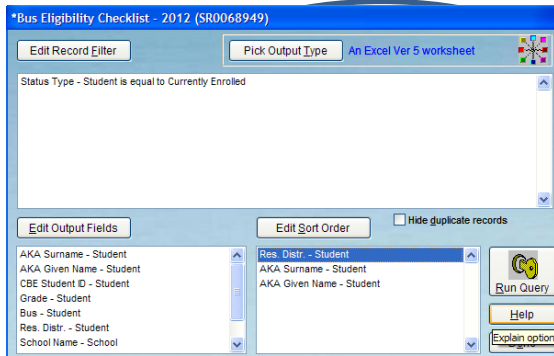 *Bus Eligibility Checklist - 2012 (SR0068949)
Edit Record Filter
Pick Output Type
An Excel Ver 5 worksheet
Status Type - Student is equal to Currently Enrolled
Edit Output Fields
Edit Sort Order
Hide duplicate records
AKA Surname - Student
AKA Given Name - Student
CBE Student ID - Student
Grade - Student
Bus - Student
Res. Distr. - Student
School Name - School
Res. Distr. - Student
AKA Surname - Student
AKA Given Name - Student
Run Query
Help
Explain option